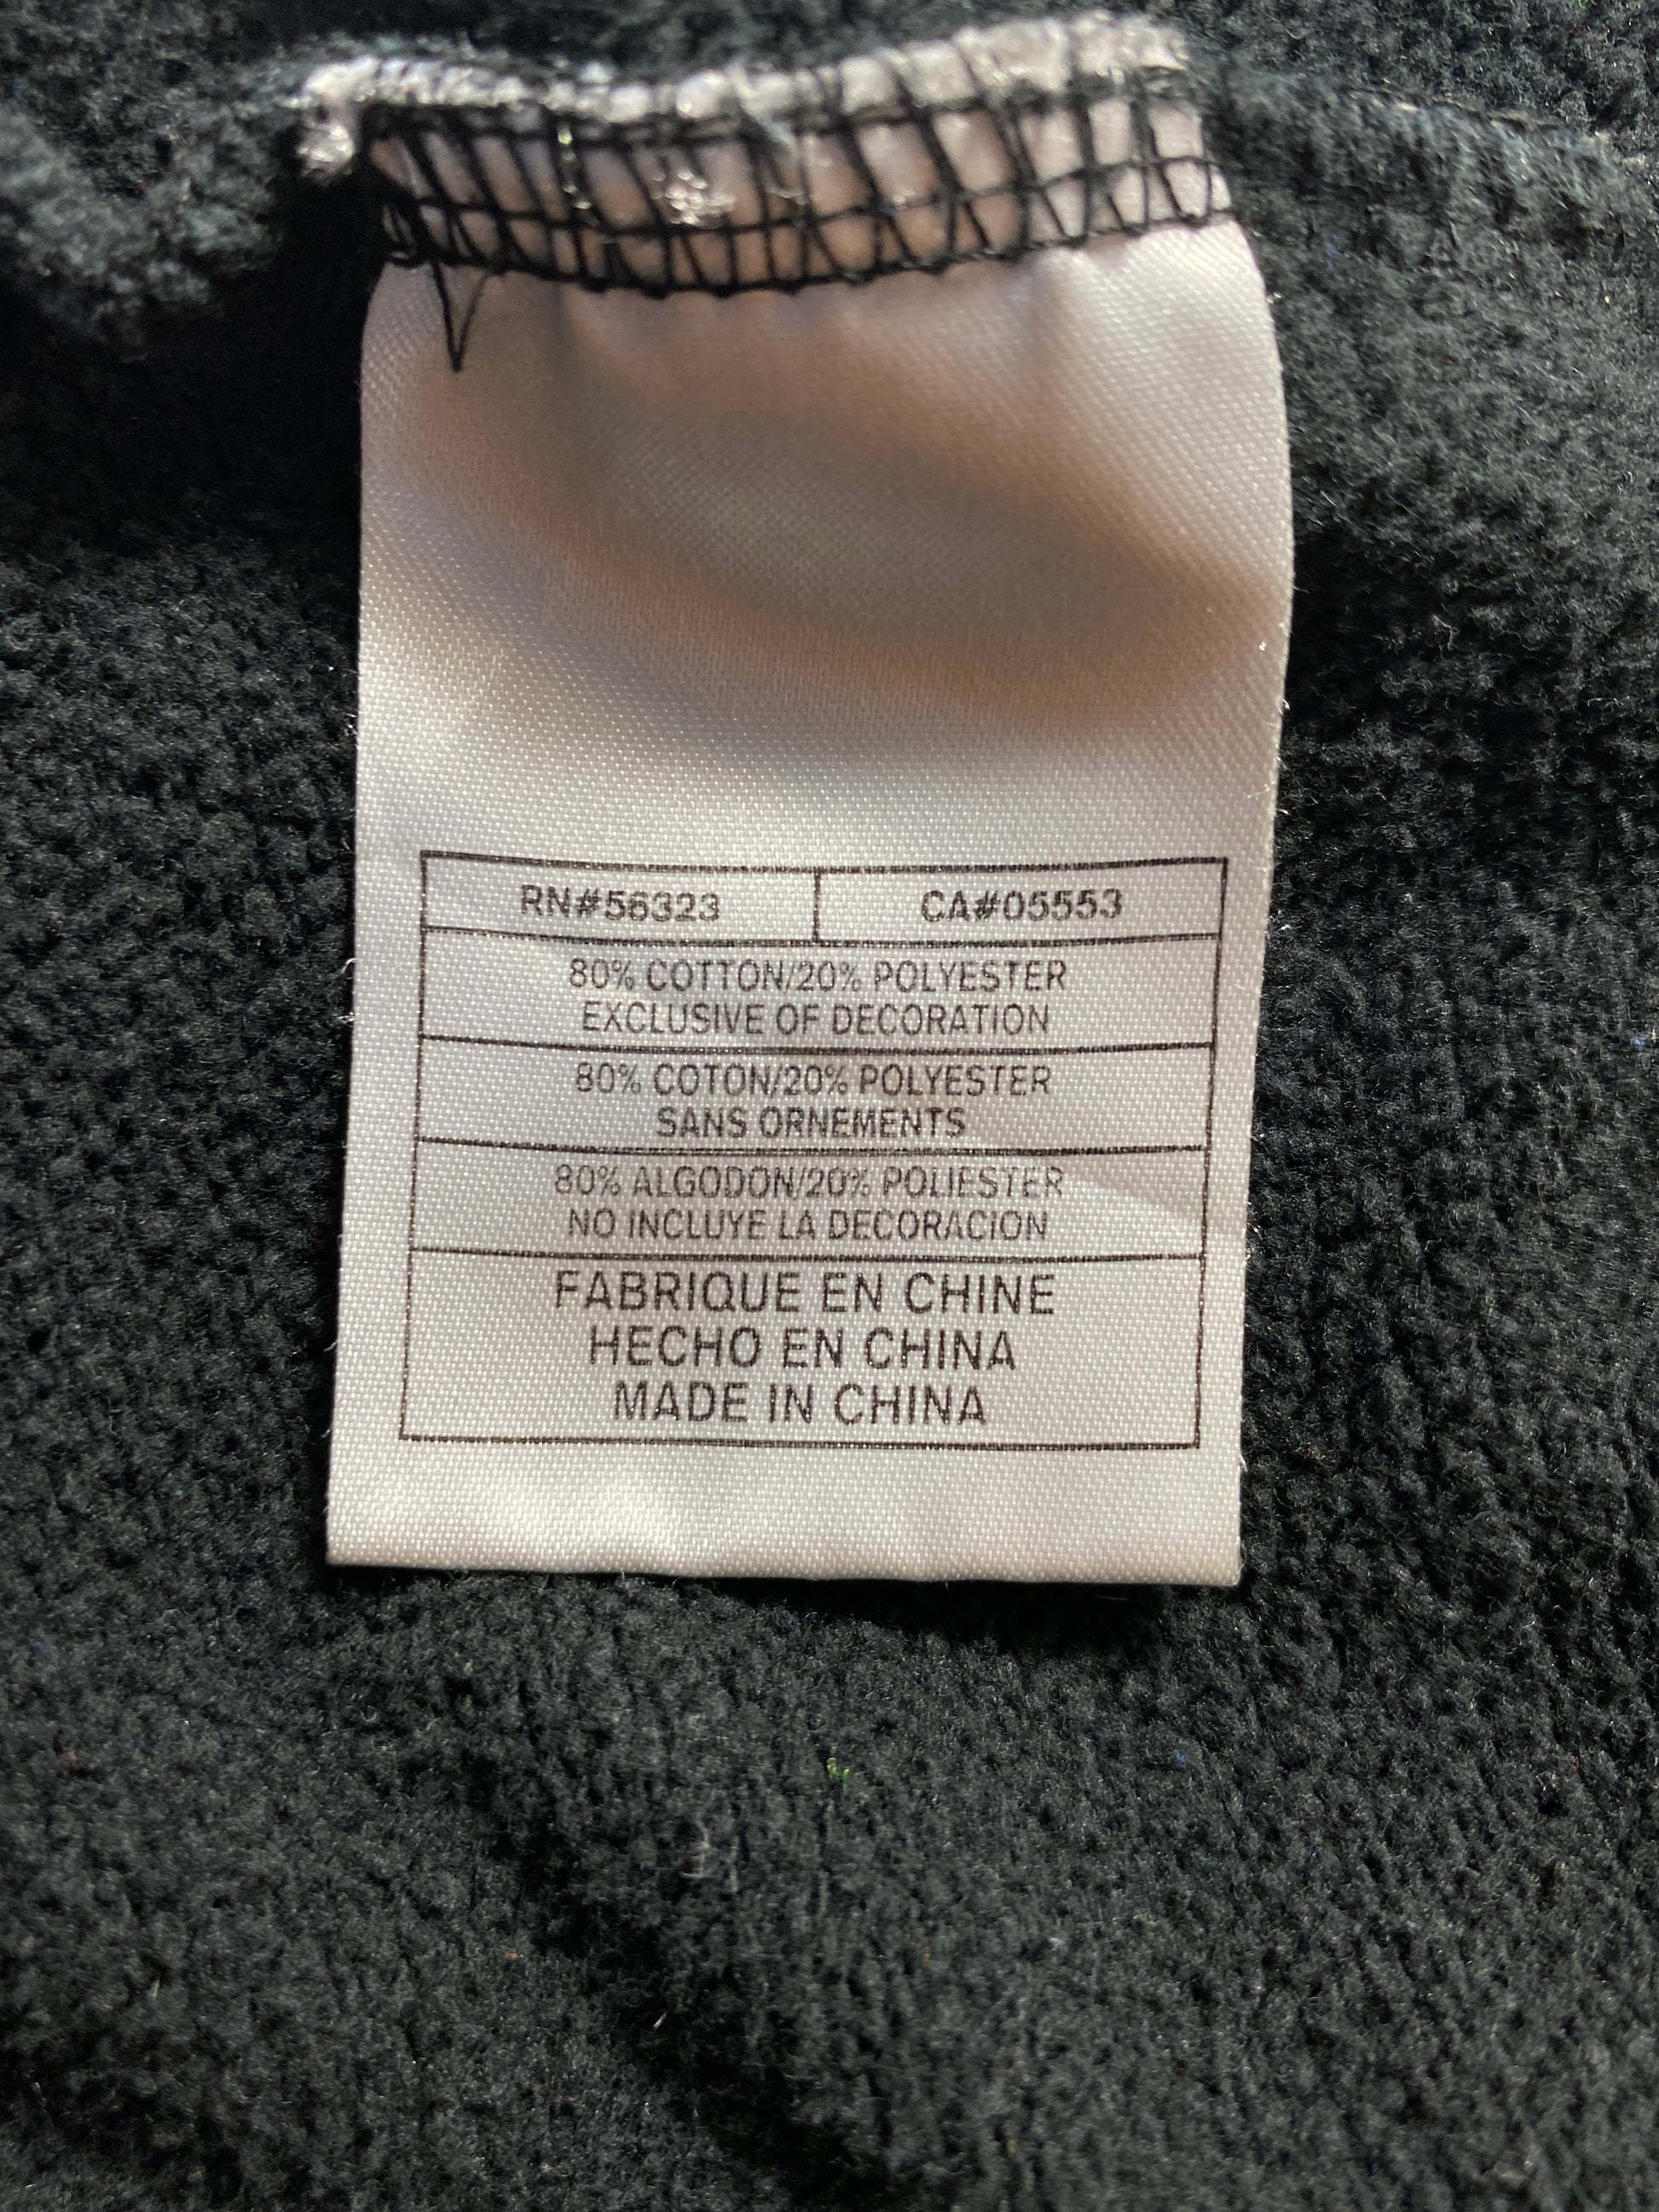 RN#56323 CA#05553
80% COTTON/20% POLYESTER
EXCLUSIVE OF DECORATION
80% COTON/20% POLYESTER
SANS ORNEMENTS
80% ALGODON/20% POLIESTER
NO INCLUYE LA DECORACION
FABRIQUE EN CHINE
HECHO EN CHINA
MADE IN CHINA